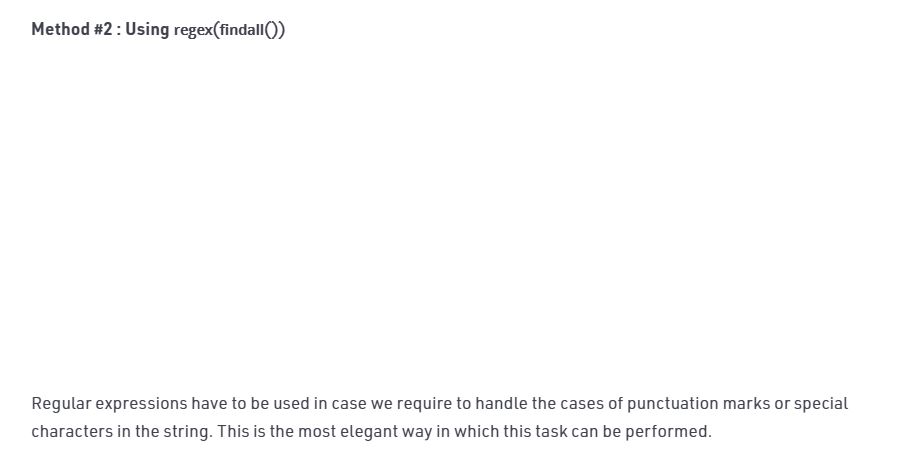 Method #2 : Using regex(findall())
Regular expressions have to be used in case we require to handle the cases of punctuation marks or special
characters in the string. This is the most elegant way in which this task can be performed.